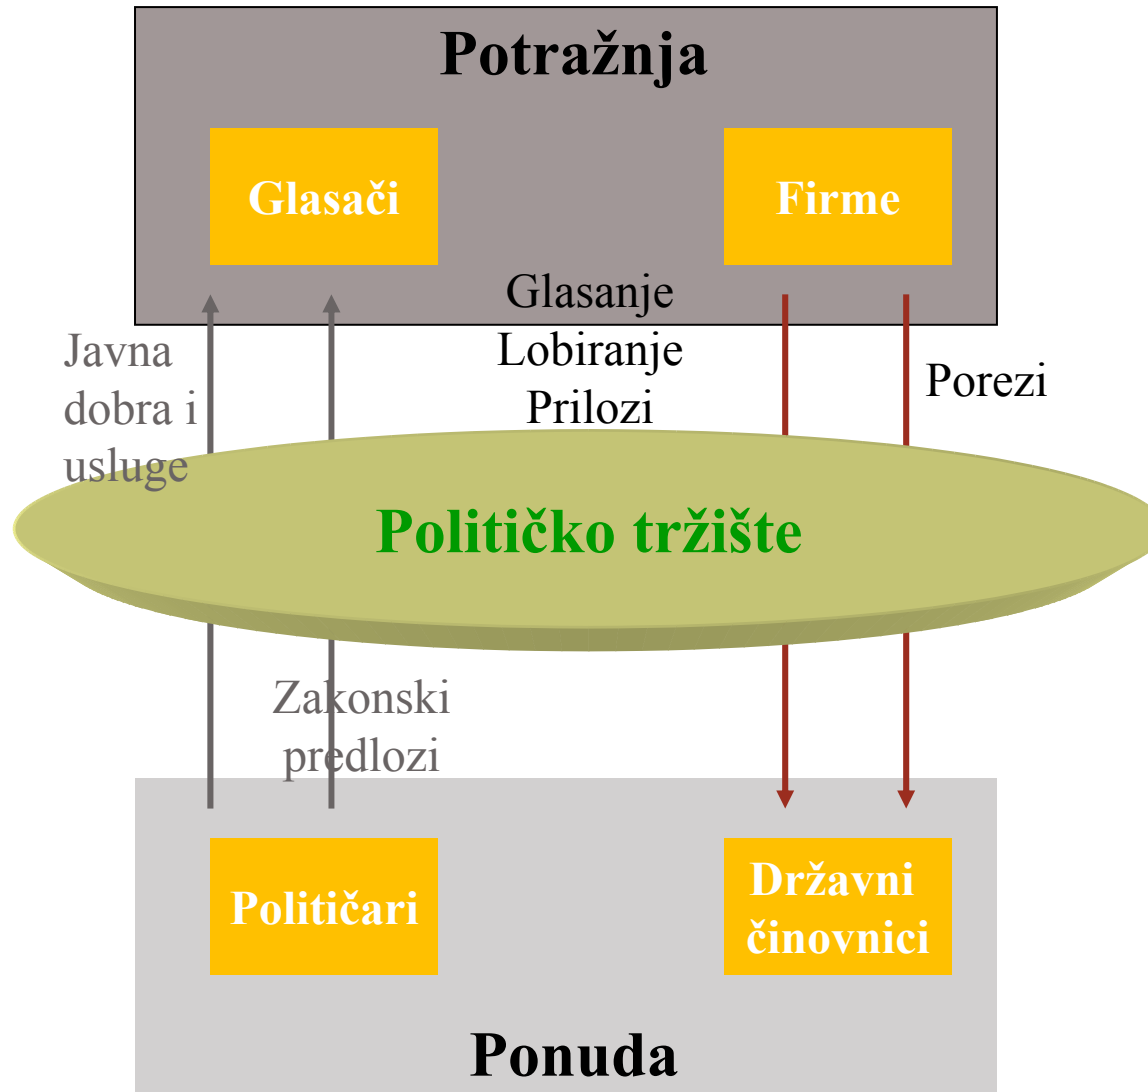 Potražnja
Glasači
Firme
Glasanje
Lobiranje
Prilozi
Javna
dobra i
usluge
Porezi
Političko tržište
Zakonski
predlozi
Političari
Državni
činovnici
Ponuda